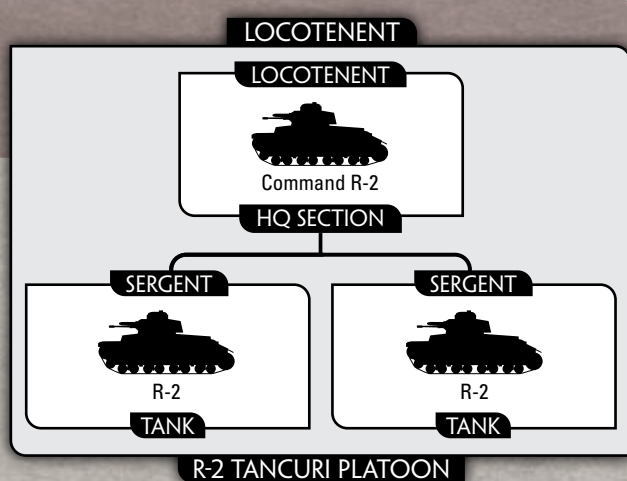 LOCOTENENT
LOCOTENENT
Command R-2
HQ SECTION
SERGENT
R-2
TANK
SERGENT
R-2
TANK
R-2 TANCURI PLATOON